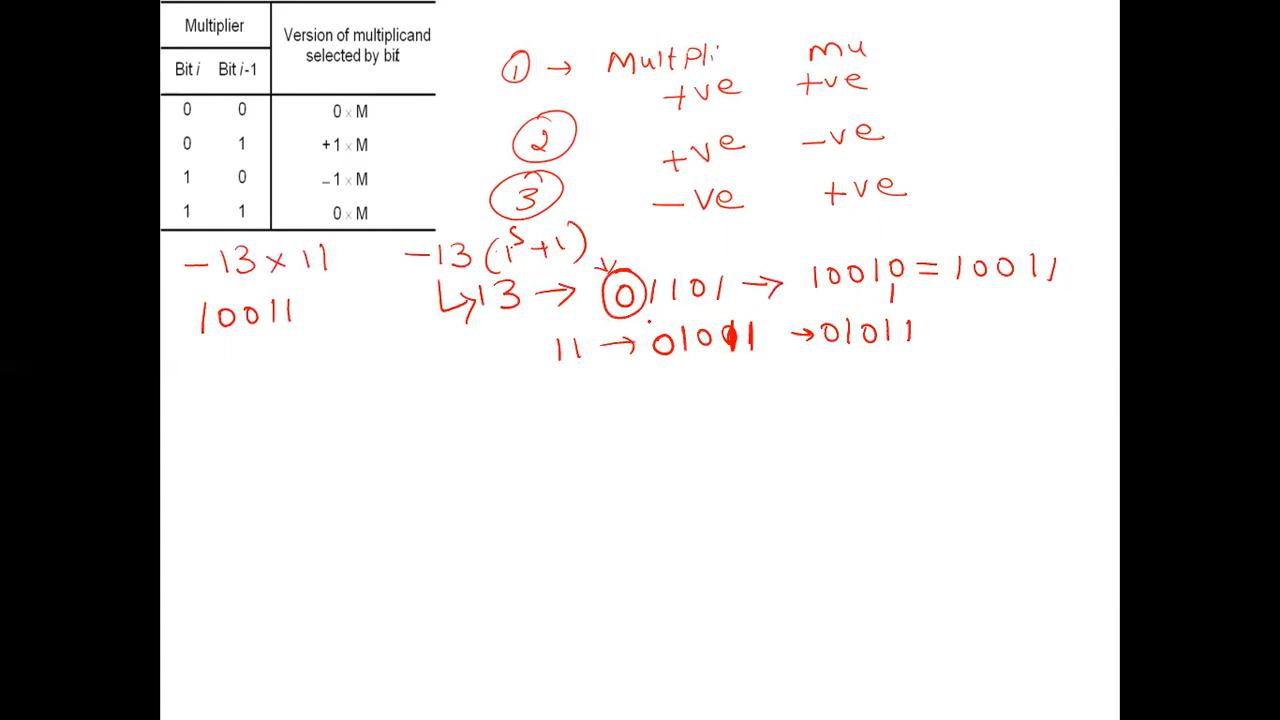 Multiplier
Version of multiplicand
selected by bit
Bit i Bit i-1
0 0 0 × M
0 1 +1 × M
1 0 −1 × M
1 1 0 × M
① → Multpli mu
+ve +ve
② +ve −ve
③ −ve +ve
−13 × 11
10011
−13 (1s+1)
↳ 13 → 01101 → 10010 = 10011
1
11 → 01011 → 01011